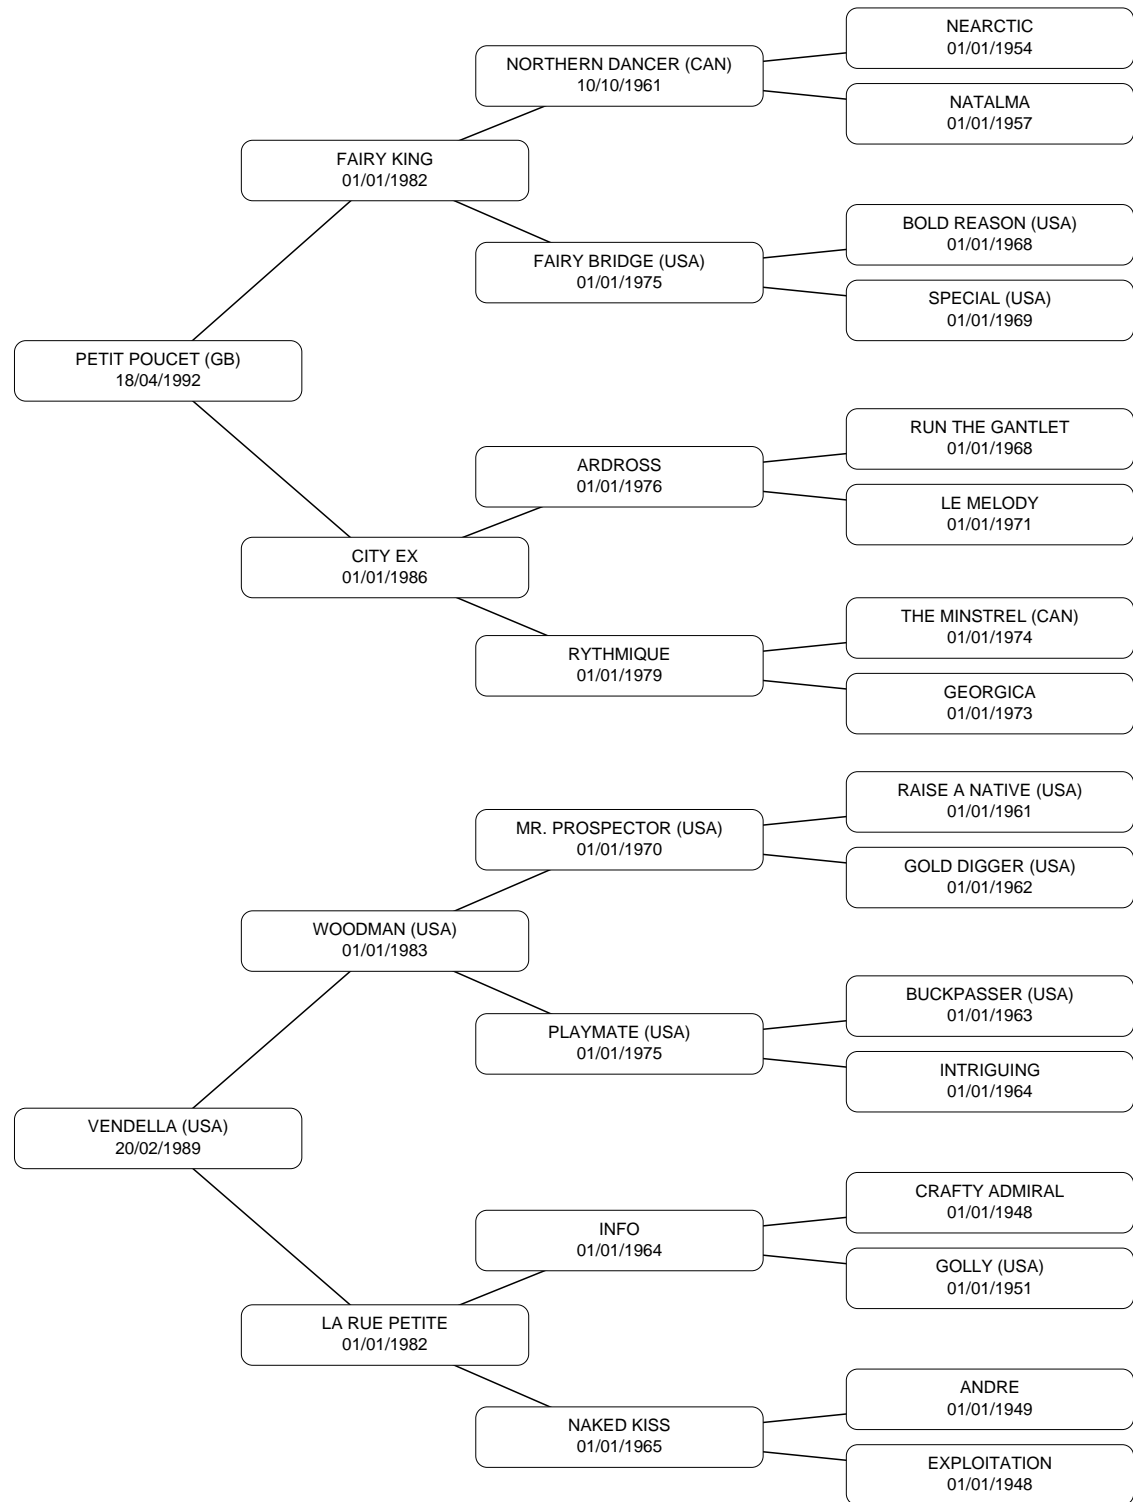 NEARCTIC
01/01/1954
NORTHERN DANCER (CAN)
10/10/1961
NATALMA
01/01/1957
FAIRY KING
01/01/1982
BOLD REASON (USA)
01/01/1968
FAIRY BRIDGE (USA)
01/01/1975
SPECIAL (USA)
01/01/1969
PETIT POUCET (GB)
18/04/1992
RUN THE GANTLET
01/01/1968
ARDROSS
01/01/1976
LE MELODY
01/01/1971
CITY EX
01/01/1986
THE MINSTREL (CAN)
01/01/1974
RYTHMIQUE
01/01/1979
GEORGICA
01/01/1973
RAISE A NATIVE (USA)
01/01/1961
MR. PROSPECTOR (USA)
01/01/1970
GOLD DIGGER (USA)
01/01/1962
WOODMAN (USA)
01/01/1983
BUCKPASSER (USA)
01/01/1963
PLAYMATE (USA)
01/01/1975
INTRIGUING
01/01/1964
VENDELLA (USA)
20/02/1989
CRAFTY ADMIRAL
01/01/1948
INFO
01/01/1964
GOLLY (USA)
01/01/1951
LA RUE PETITE
01/01/1982
ANDRE
01/01/1949
NAKED KISS
01/01/1965
EXPLOITATION
01/01/1948